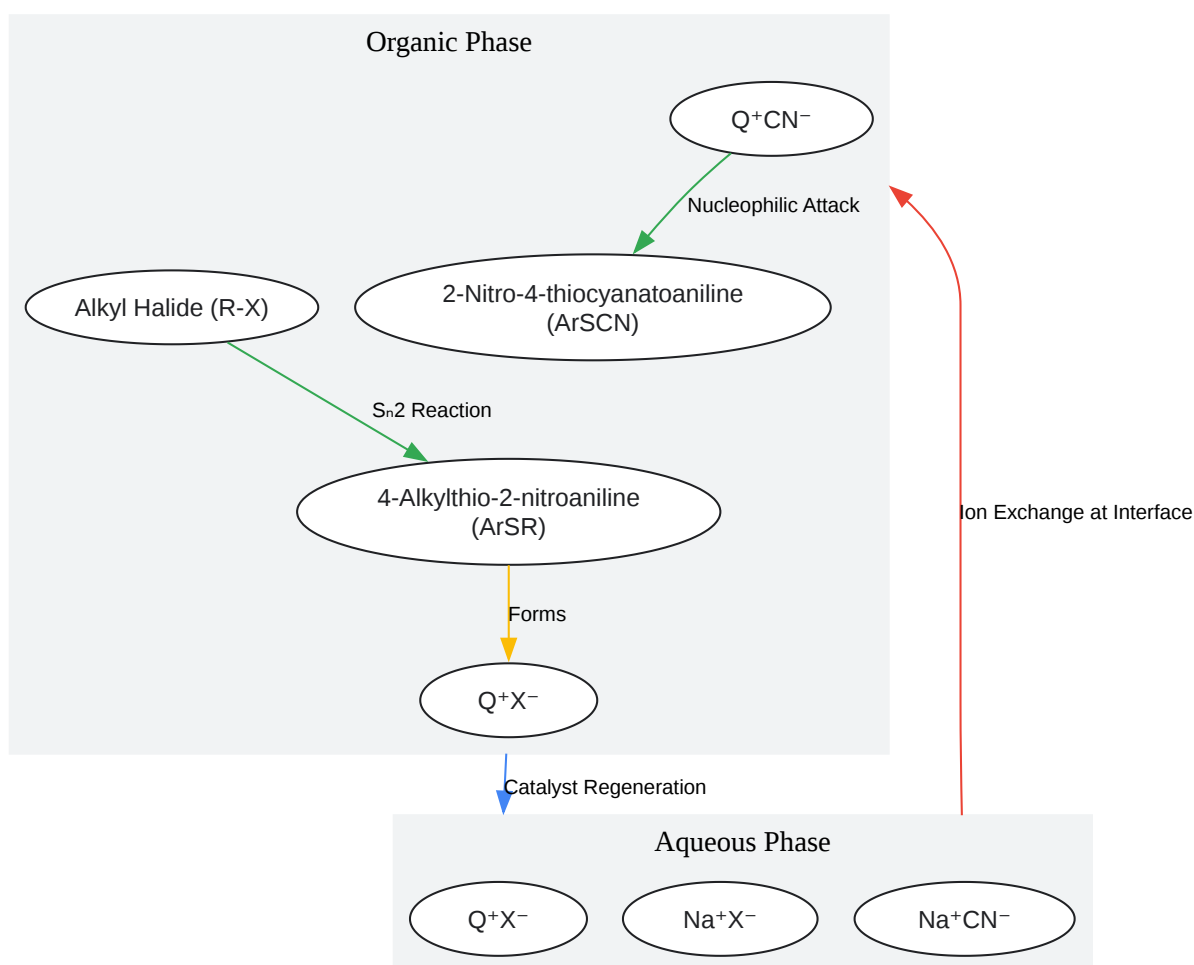 Organic Phase
Q⁺CN⁻
Nucleophilic Attack
Alkyl Halide (R-X)
2-Nitro-4-thiocyanatoaniline
(ArSCN)
Sₙ2 Reaction
4-Alkylthio-2-nitroaniline
(ArSR)
Ion Exchange at Interface
Forms
Q⁺X⁻
Catalyst Regeneration
Aqueous Phase
Q⁺X⁻
Na⁺X⁻
Na⁺CN⁻